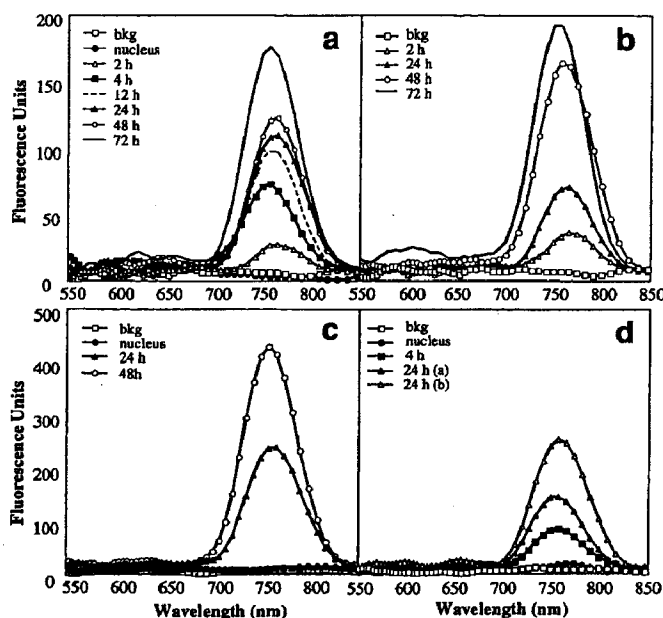 200
150
100
50
0
Fluorescence Units
a
bkg
nucleus
2 h
4 h
12 h
24 h
48 h
72 h
550 600 650 700 750 800
b
bkg
2 h
24 h
48 h
72 h
550 600 650 700 750 800 850
500
400
300
200
100
0
Fluorescence Units
c
bkg
nucleus
24 h
48h
550 600 650 700 750 800
Wavelength (nm)
d
bkg
nucleus
4 h
24 h (a)
24 h (b)
550 600 650 700 750 800 850
Wavelength (nm)